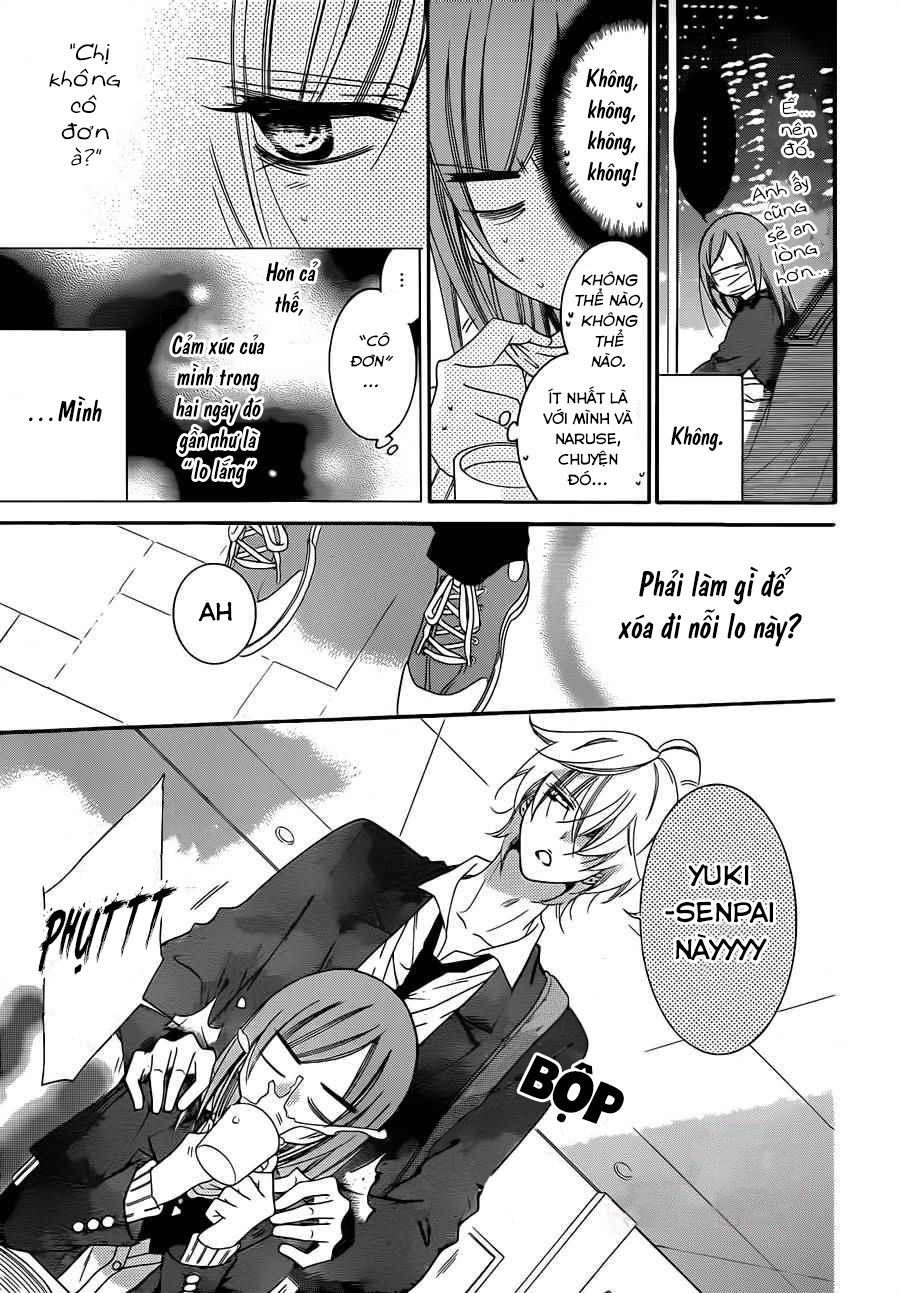 .....
Ế...
nên
đó.
Anh ấy
cũng
sẽ an
lòng
hơn...
Không.
Không,
không,
không,
không!
KHÔNG
THỂ NÀO,
KHÔNG
THỂ
NÀO.
ÍT NHẤT LÀ
VỚI MÌNH VÀ
NARUSE,
CHUYỆN
ĐÓ...
"Chị
không
cô
đơn
à?"
...
"CÔ
ĐƠN"
...
Hơn cả
thế,
Cảm xúc của
mình trong
hai ngày đó
gần như là
"lo lắng"
...Mình
Phải làm gì để
xóa đi nỗi lo này?
AH
YUKI
-SENPAI
NÀYYYY
BỘP
PHỤTTT